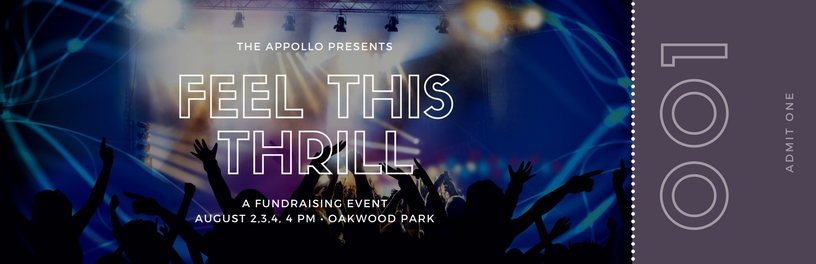 THE APPOLLO PRESENTS
FEEL THIS
THRILL
A FUNDRAISING EVENT
AUGUST 2,3,4, 4 PM • OAKWOOD PARK
001
ADMIT ONE